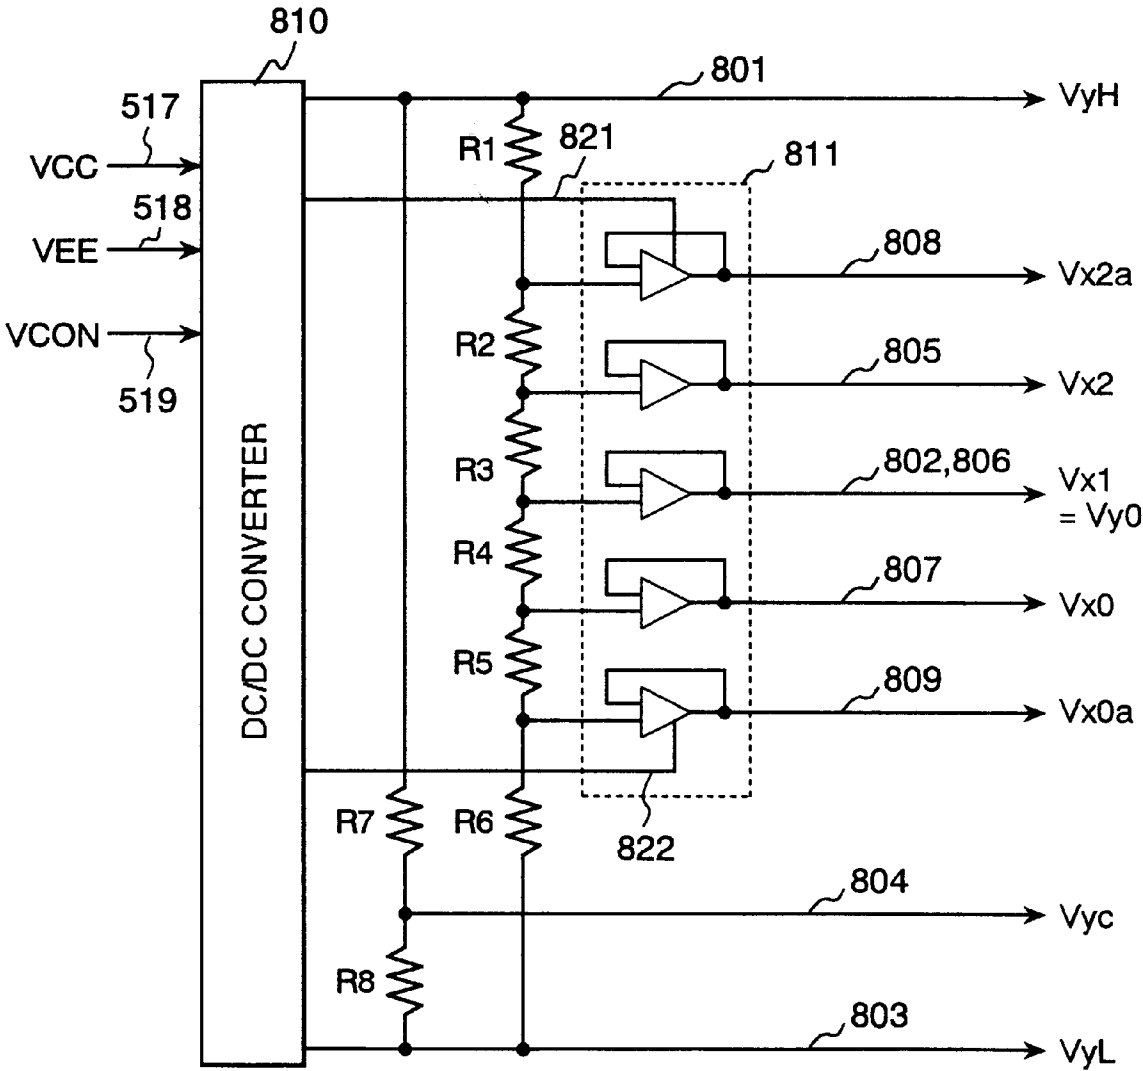 810
801
VyH
517
VCC
R1
821
811
518
VEE
808
Vx2a
VCON
519
R2
805
Vx2
R3
802,806
Vx1
= Vy0
DC/DC CONVERTER
R4
807
Vx0
R5
809
Vx0a
R7
R6
822
804
Vyc
R8
803
VyL